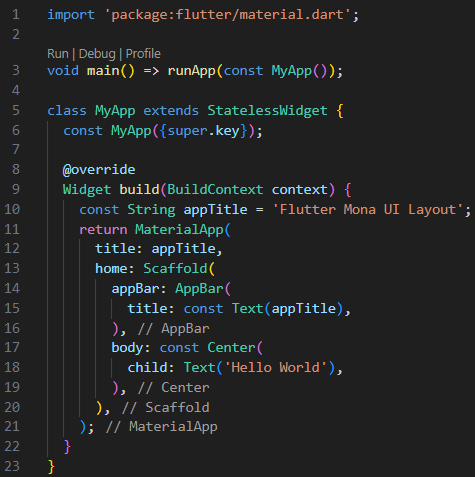 1 import 'package:flutter/material.dart';
2
Run | Debug | Profile
3 void main() => runApp(const MyApp());
4
5 class MyApp extends StatelessWidget {
6   const MyApp({super.key});
7
8   @override
9   Widget build(BuildContext context) {
10     const String appTitle = 'Flutter Mona UI Layout';
11     return MaterialApp(
12       title: appTitle,
13       home: Scaffold(
14         appBar: AppBar(
15           title: const Text(appTitle),
16         ), // AppBar
17         body: const Center(
18           child: Text('Hello World'),
19         ), // Center
20       ), // Scaffold
21     ); // MaterialApp
22   }
23 }